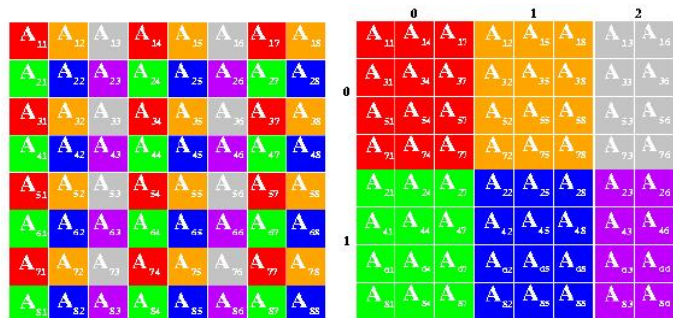 0 1 2
A11 A12 A13 A14 A15 A16 A17 A18 A11 A14 A17 A12 A15 A18 A13 A16
A21 A22 A23 A24 A25 A26 A27 A28 A31 A34 A37 A32 A35 A38 A33 A36
0
A31 A32 A33 A34 A35 A36 A37 A38 A51 A54 A57 A52 A55 A58 A53 A56
A41 A42 A43 A44 A45 A46 A47 A48 A71 A74 A77 A72 A75 A78 A73 A76
A51 A52 A53 A54 A55 A56 A57 A58 A21 A24 A27 A22 A25 A28 A23 A26
A61 A62 A63 A64 A65 A66 A67 A68 A41 A44 A47 A42 A45 A48 A43 A46
1
A71 A72 A73 A74 A75 A76 A77 A78 A61 A64 A67 A62 A65 A68 A63 A66
A81 A82 A83 A84 A85 A86 A87 A88 A81 A84 A87 A82 A85 A88 A83 A86